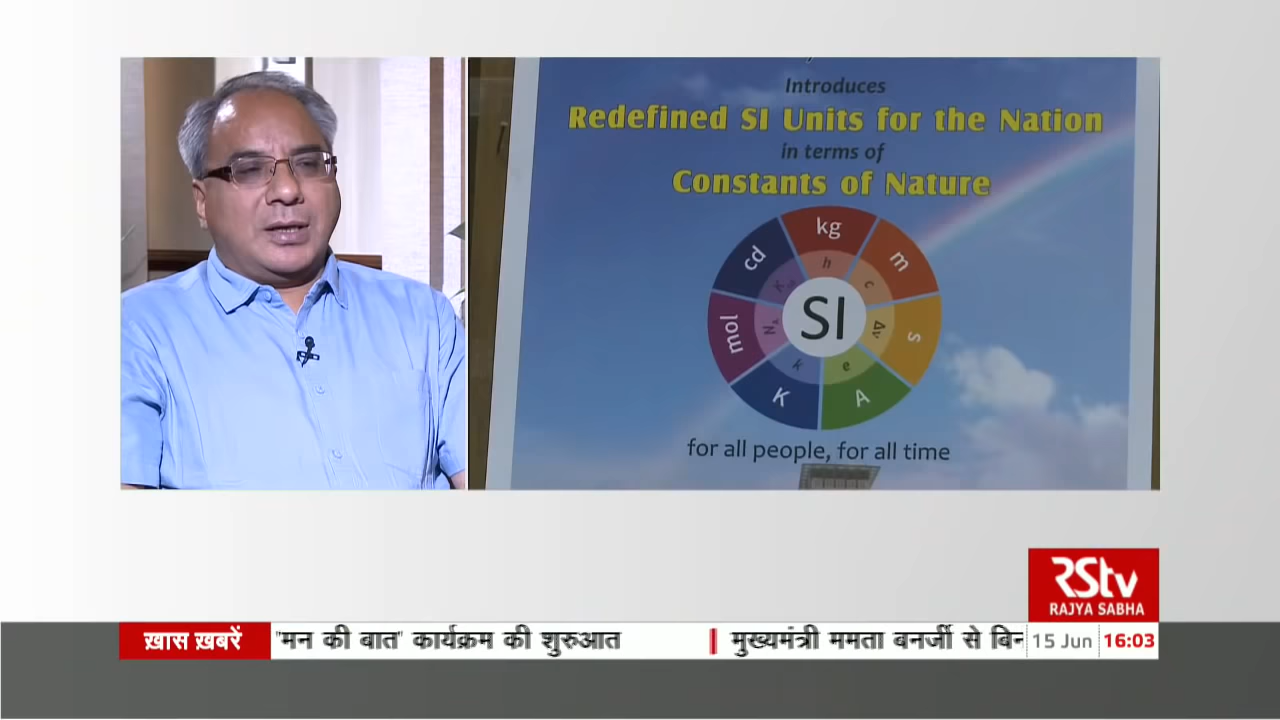 Introduces
Redefined SI Units for the Nation
in terms of
Constants of Nature
kg
m
s
A
K
mol
cd
h
c
Δν
e
k
SI
for all people, for all time
RStv
RAJYA SABHA
ख़ास ख़बरें
"मन की बात" कार्यक्रम की शुरुआत
मुख्यमंत्री ममता बनर्जी से
15 Jun
16:03